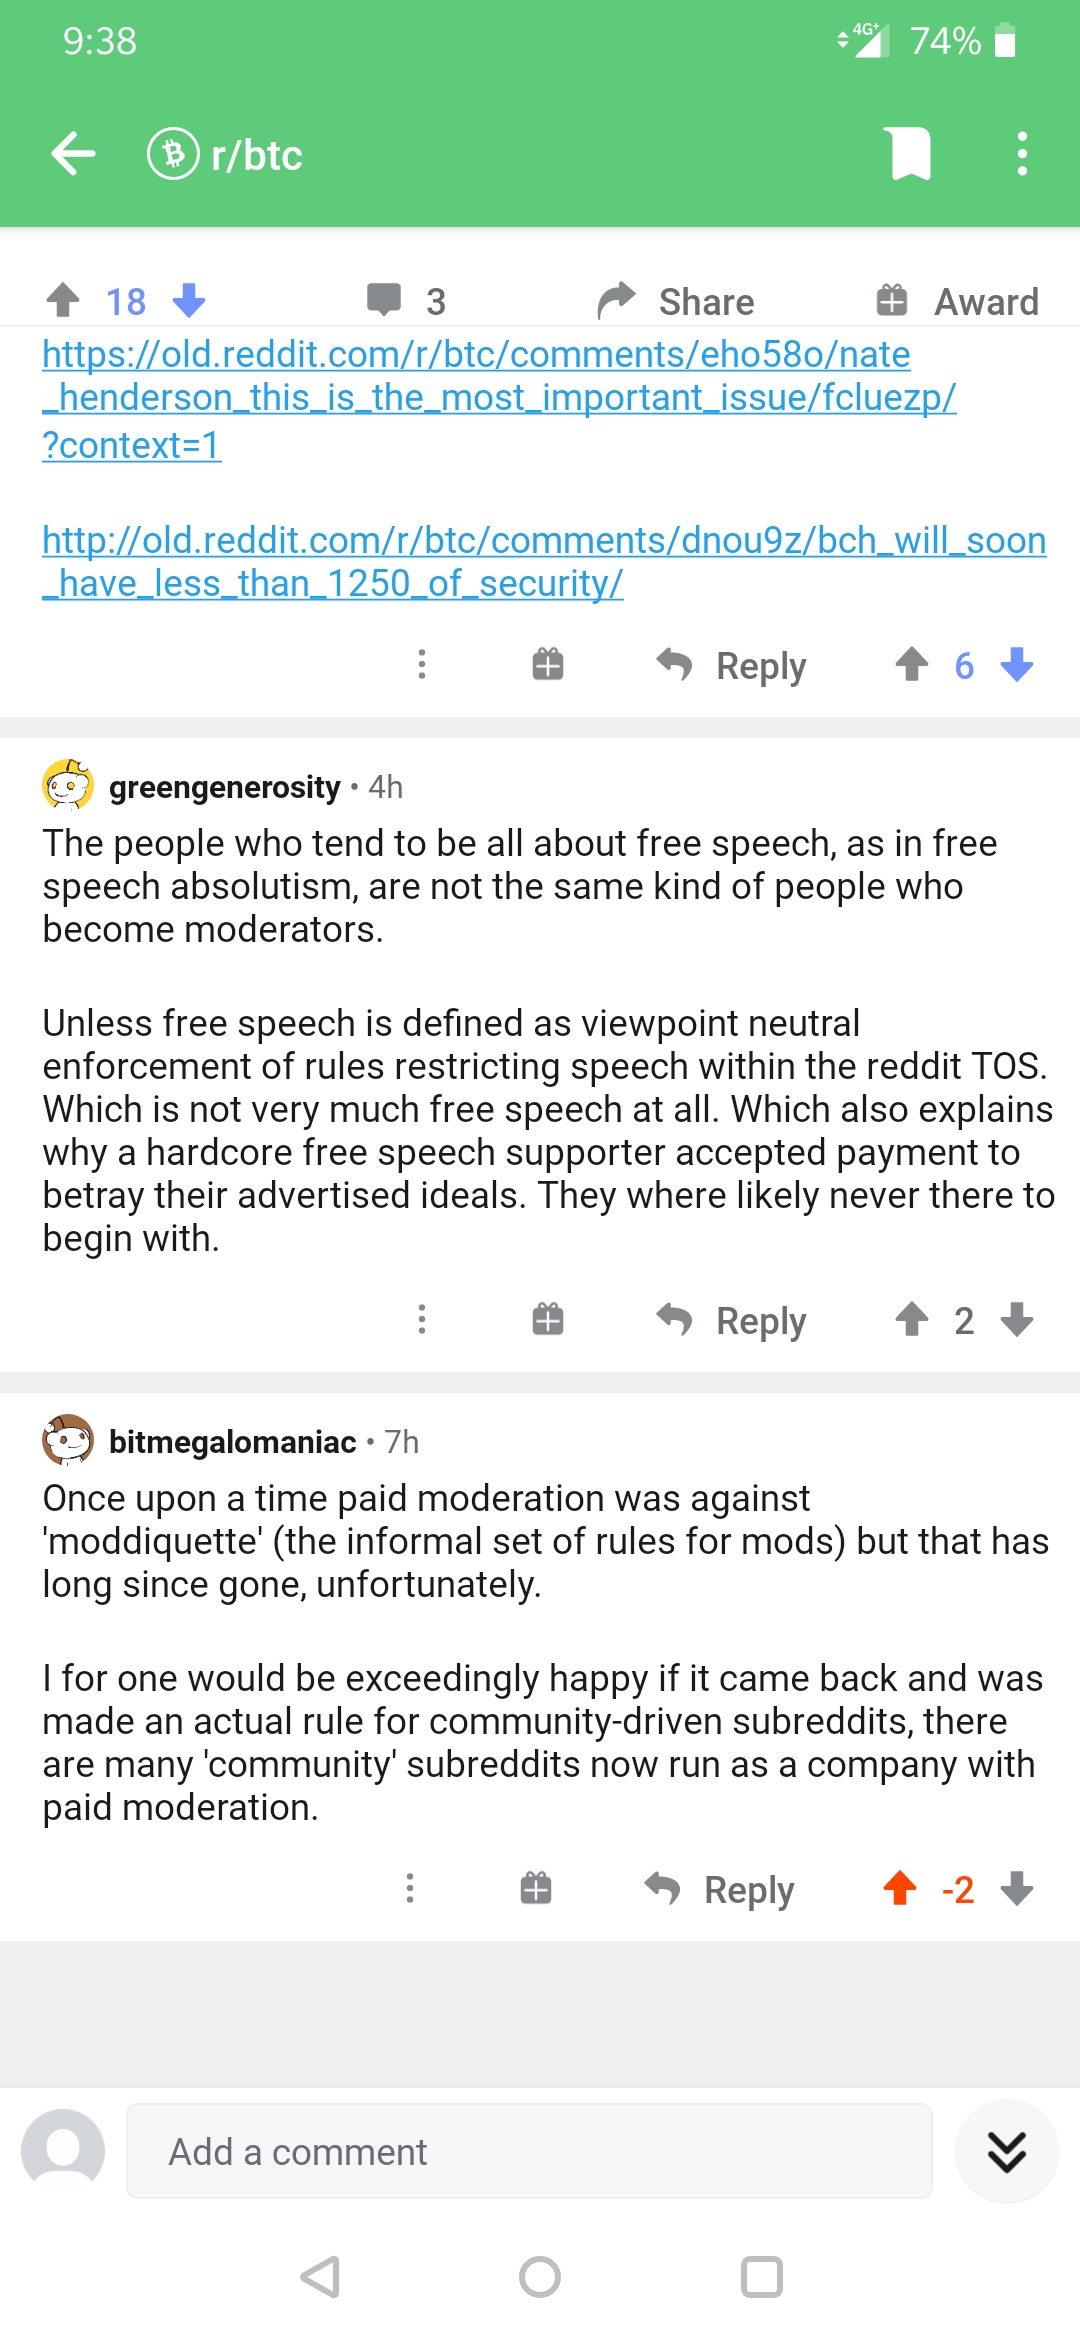 9:38
4G+ 74%
r/btc
18 3 Share Award
https://old.reddit.com/r/btc/comments/eho58o/nate
_henderson_this_is_the_most_important_issue/fcluezp/
?context=1
http://old.reddit.com/r/btc/comments/dnou9z/bch_will_soon
_have_less_than_1250_of_security/
Reply 6
greengenerosity • 4h
The people who tend to be all about free speech, as in free
speech absolutism, are not the same kind of people who
become moderators.
Unless free speech is defined as viewpoint neutral
enforcement of rules restricting speech within the reddit TOS.
Which is not very much free speech at all. Which also explains
why a hardcore free speech supporter accepted payment to
betray their advertised ideals. They where likely never there to
begin with.
Reply 2
bitmegalomaniac • 7h
Once upon a time paid moderation was against
'moddiquette' (the informal set of rules for mods) but that has
long since gone, unfortunately.
I for one would be exceedingly happy if it came back and was
made an actual rule for community-driven subreddits, there
are many 'community' subreddits now run as a company with
paid moderation.
Reply -2
Add a comment